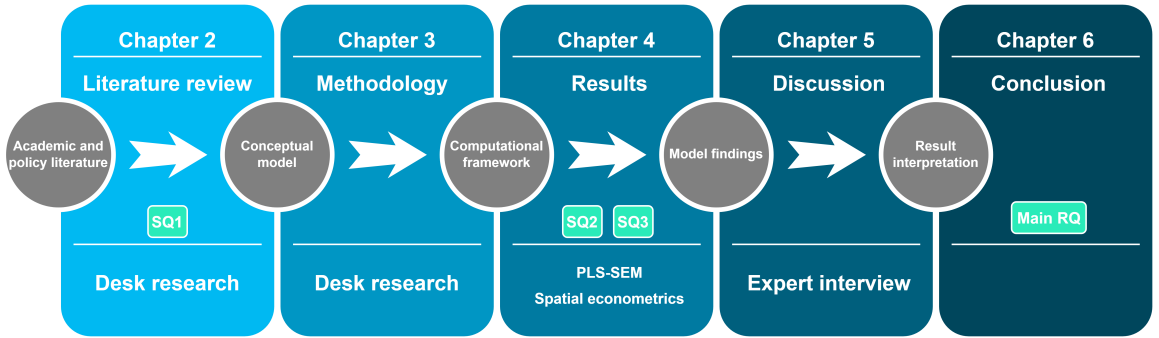 Chapter 2
Literature review
Academic and
policy literature
SQ1
Desk research
Chapter 3
Methodology
Conceptual
model
Desk research
Chapter 4
Results
Computational
framework
SQ2
SQ3
PLS-SEM
Spatial econometrics
Chapter 5
Discussion
Model findings
Expert interview
Chapter 6
Conclusion
Result
interpretation
Main RQ